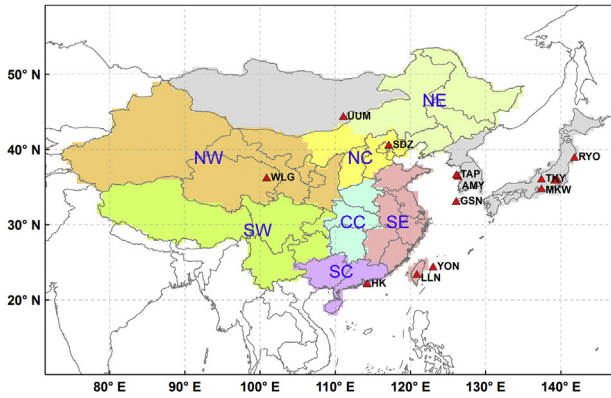 50° N
NE
UUM
SDZ
40° N
NW
NC
RYO
TAP
TKY
WLG
AMY
MKW
GSN
30° N
SW
CC
SE
SC
YON
LLN
HK
20° N
80° E
90° E
100° E
110° E
120° E
130° E
140° E